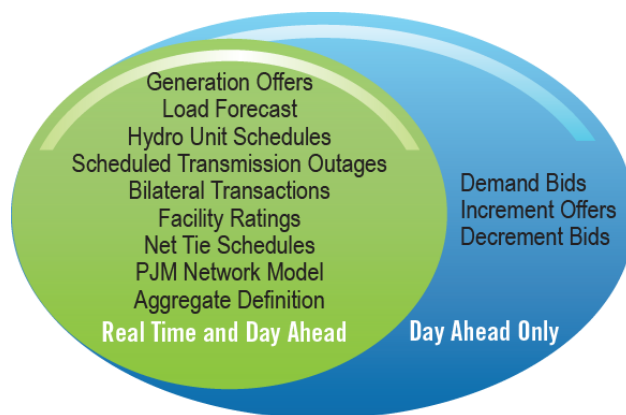 Generation Offers
Load Forecast
Hydro Unit Schedules
Scheduled Transmission Outages
Bilateral Transactions
Facility Ratings
Net Tie Schedules
PJM Network Model
Aggregate Definition
Real Time and Day Ahead
Demand Bids
Increment Offers
Decrement Bids
Day Ahead Only